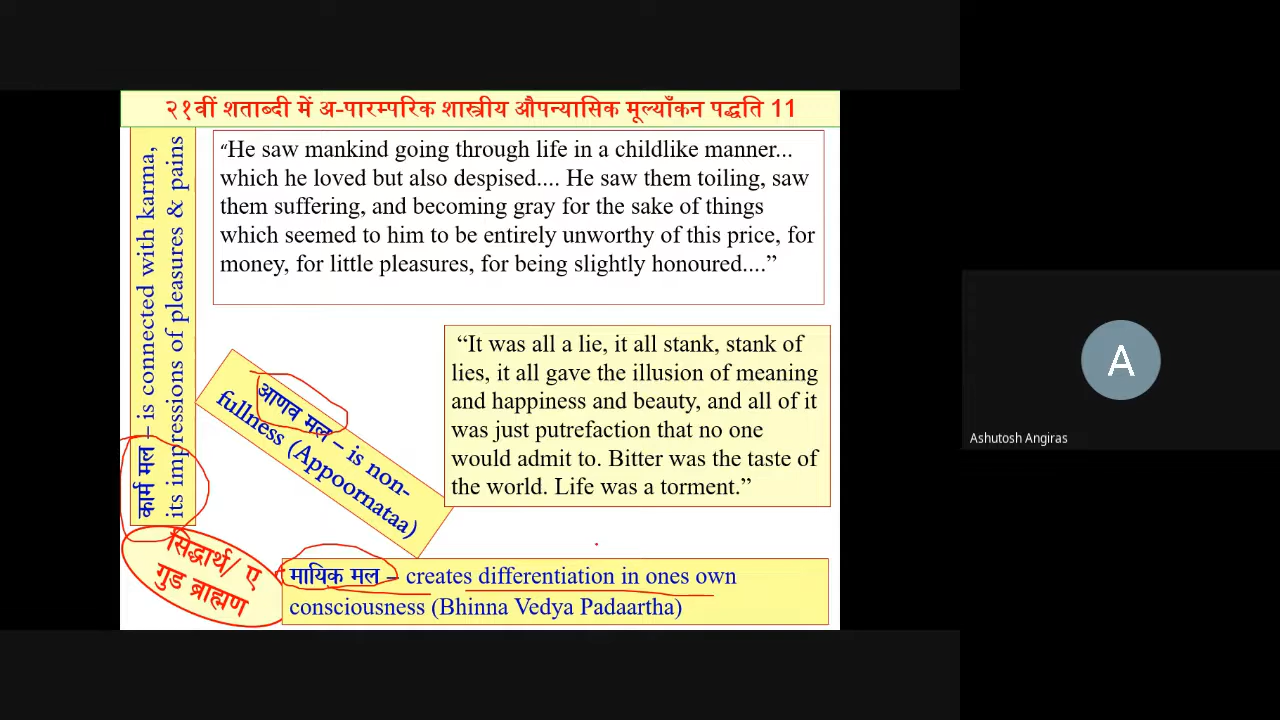 २१वीं शताब्दी में अ-पारम्परिक शास्त्रीय औपन्यासिक मूल्याँकन पद्धति 11
“He saw mankind going through life in a childlike manner...
which he loved but also despised.... He saw them toiling, saw
them suffering, and becoming gray for the sake of things
which seemed to him to be entirely unworthy of this price, for
money, for little pleasures, for being slightly honoured....”
कार्म मल – is connected with karma,
its impressions of pleasures & pains
“It was all a lie, it all stank, stank of
lies, it all gave the illusion of meaning
and happiness and beauty, and all of it
was just putrefaction that no one
would admit to. Bitter was the taste of
the world. Life was a torment.”
आणव मल – is non-
fullness (Appoornataa)
सिद्धार्थ/ ए
गुड ब्राह्मण
मायिक मल – creates differentiation in ones own
consciousness (Bhinna Vedya Padaartha)
A
Ashutosh Angiras